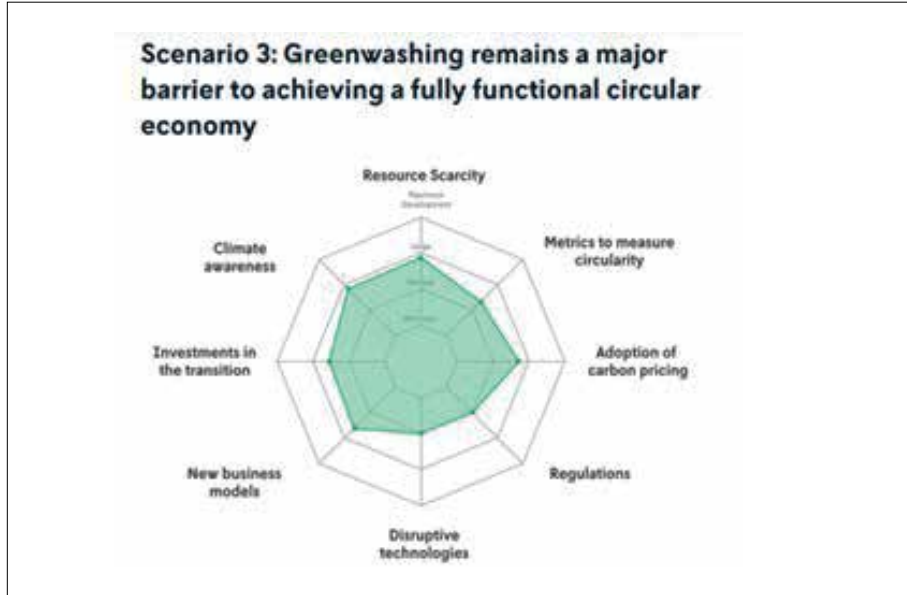 Scenario 3: Greenwashing remains a major
barrier to achieving a fully functional circular
economy
Resource Scarcity
Development
Climate
awareness
Metrics to measure
circularity
Investments in
the transition
Adoption of
carbon pricing
New business
models
Regulations
Disruptive
technologies